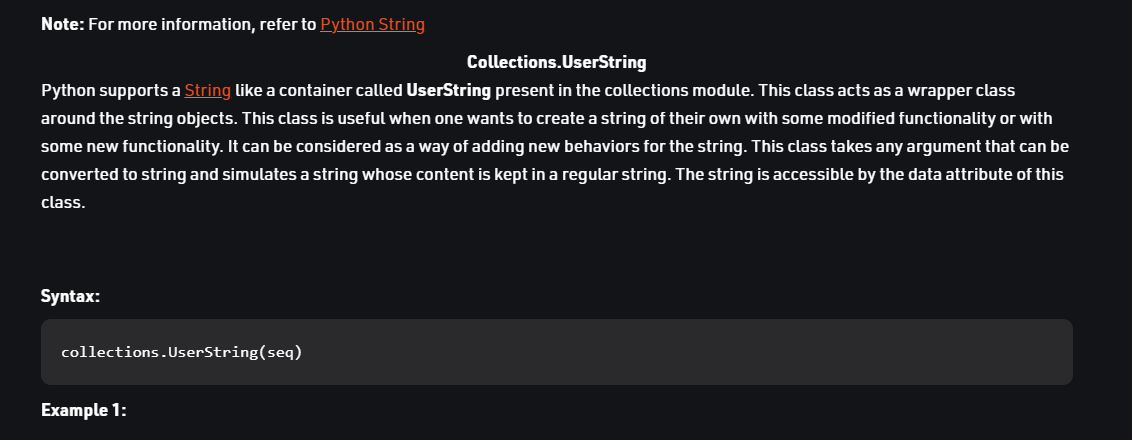 Note: For more information, refer to Python String
Collections.UserString
Python supports a String like a container called UserString present in the collections module. This class acts as a wrapper class
around the string objects. This class is useful when one wants to create a string of their own with some modified functionality or with
some new functionality. It can be considered as a way of adding new behaviors for the string. This class takes any argument that can be
converted to string and simulates a string whose content is kept in a regular string. The string is accessible by the data attribute of this
class.
Syntax:
collections.UserString(seq)
Example 1: